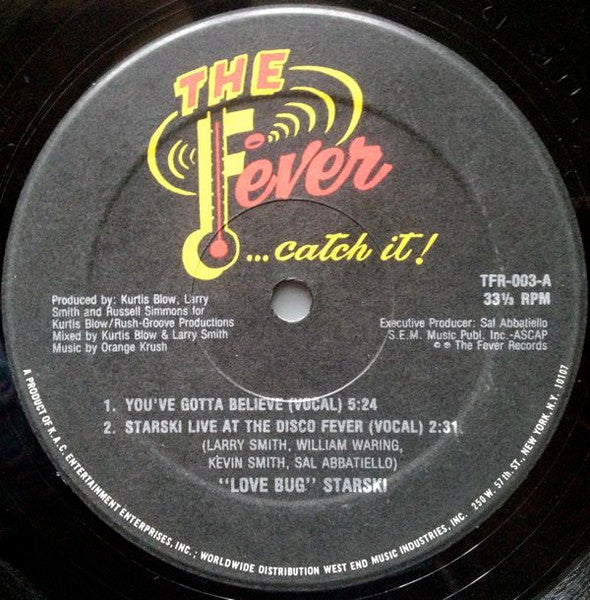 THE
Fever
...catch it!
TFR-003-A
33⅓ RPM
Produced by: Kurtis Blow, Larry
Smith and Russell Simmons for
Kurtis Blow/Rush-Groove Productions
Mixed by Kurtis Blow & Larry Smith
Music by Orange Krush
Executive Producer: Sal Abbatiello
S.E.M. Music Publ. Inc.-ASCAP
© ℗ The Fever Records
1. YOU'VE GOTTA BELIEVE (VOCAL) 5:24
2. STARSKI LIVE AT THE DISCO FEVER (VOCAL) 2:31
(LARRY SMITH, WILLIAM WARING,
KEVIN SMITH, SAL ABBATIELLO)
"LOVE BUG" STARSKI
A PRODUCT OF K.A.C. ENTERTAINMENT ENTERPRISES, INC.; WORLDWIDE DISTRIBUTION WEST END MUSIC INDUSTRIES, INC. 250 W. 57th ST., NEW YORK, N.Y. 10107